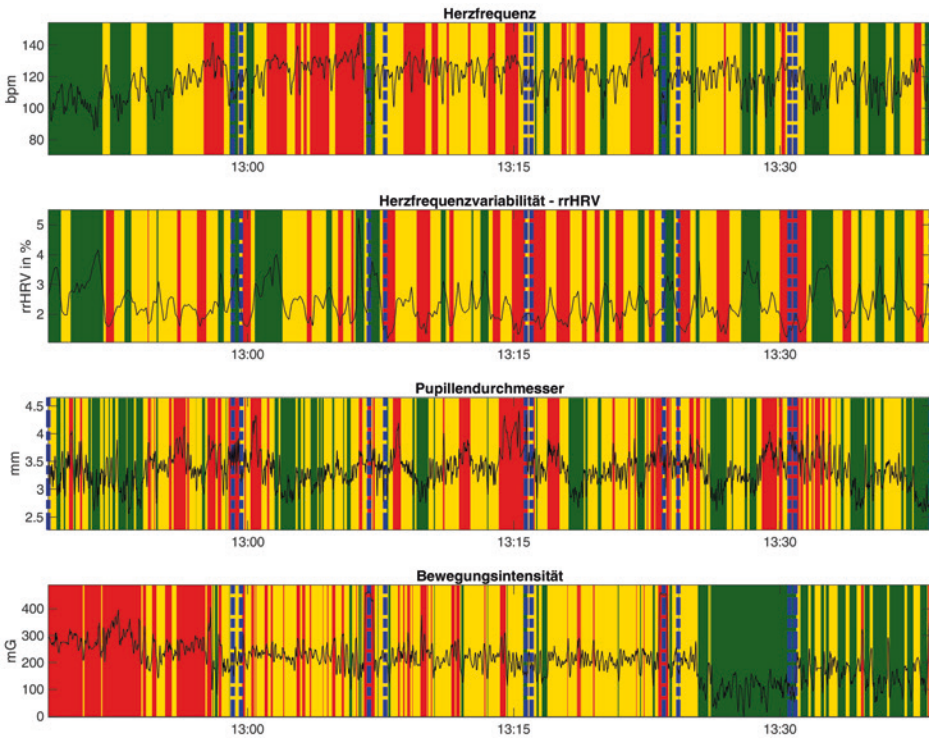 Herzfrequenz
140
120
100
80
bpm
13:00 13:15 13:30
Herzfrequenzvariabilität - rrHRV
5
4
3
2
rrHRV in %
13:00 13:15 13:30
Pupillendurchmesser
4.5
4
3.5
3
2.5
mm
13:00 13:15 13:30
Bewegungsintensität
400
300
200
100
0
mG
13:00 13:15 13:30